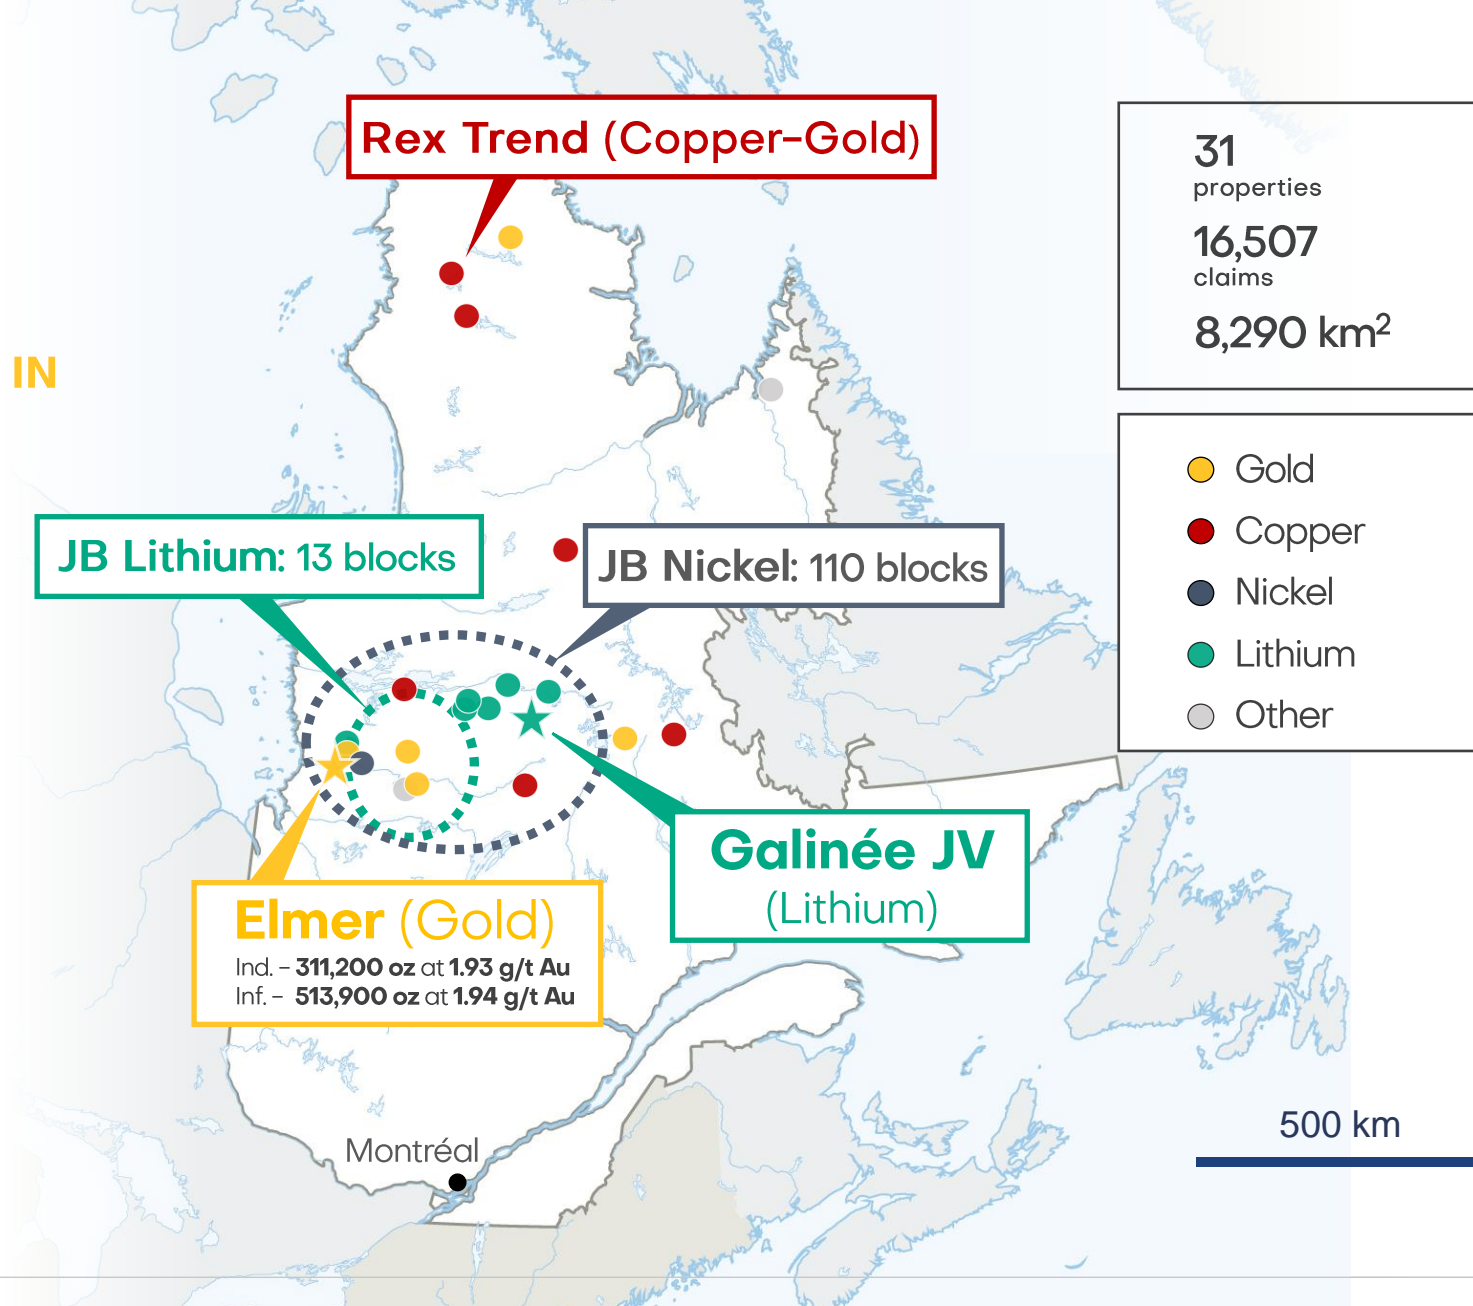 Rex Trend (Copper-Gold)
31
properties
16,507
claims
8,290 km²
IN
Gold
Copper
Nickel
Lithium
Other
JB Lithium: 13 blocks
JB Nickel: 110 blocks
Galinée JV
(Lithium)
Elmer (Gold)
Ind. - 311,200 oz at 1.93 g/t Au
Inf. - 513,900 oz at 1.94 g/t Au
Montréal
500 km